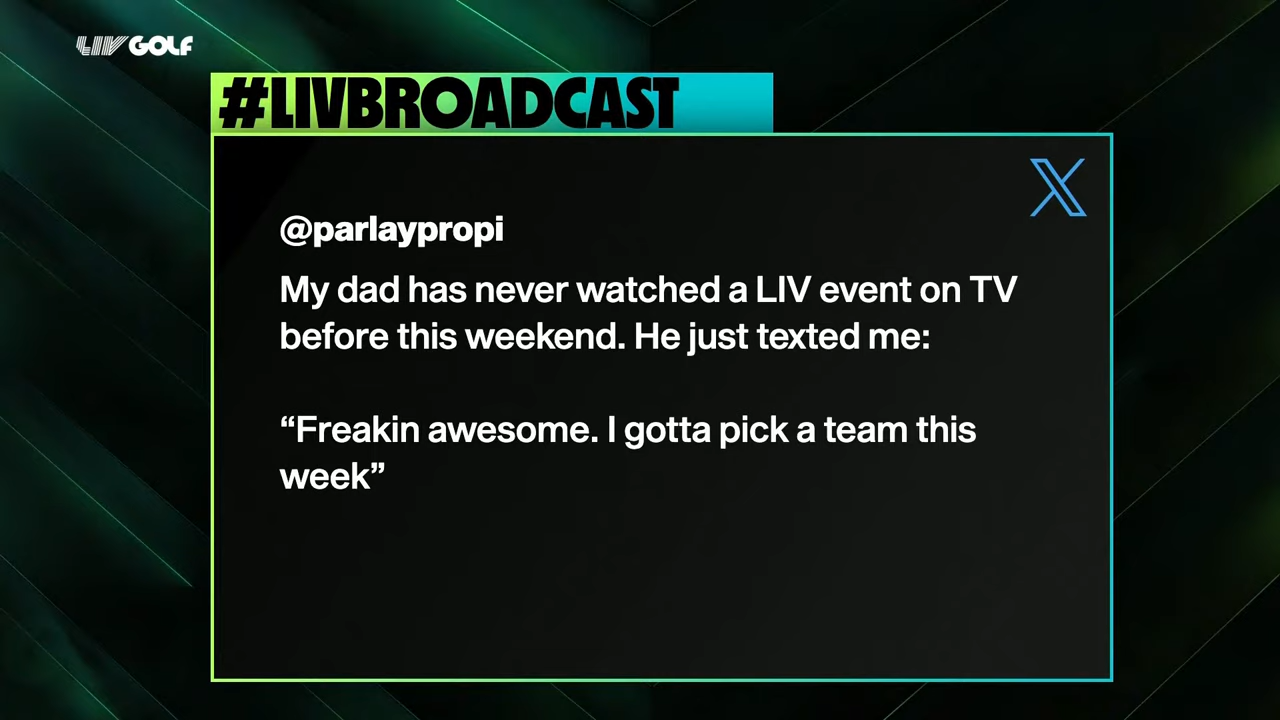 LIV GOLF
#LIVBROADCAST
@parlaypropi
My dad has never watched a LIV event on TV
before this weekend. He just texted me:
“Freakin awesome. I gotta pick a team this
week”